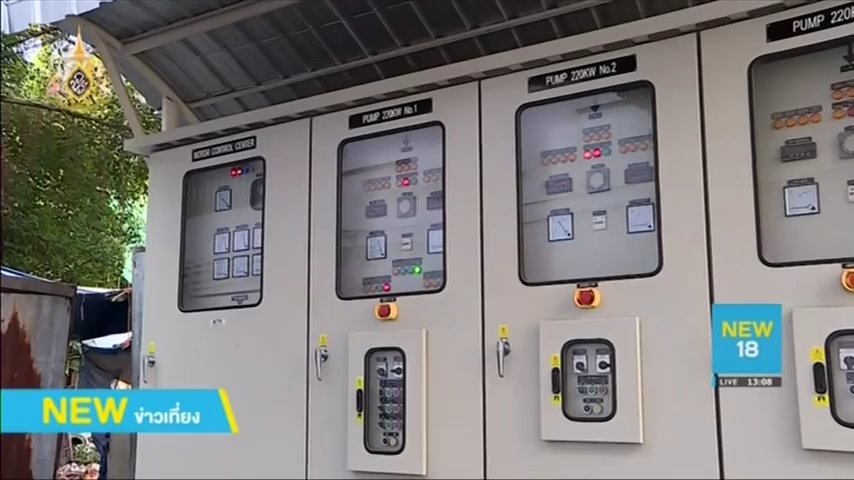 MOTOR CONTROL CENTER
PUMP 220KW No.1
PUMP 220KW No.2
PUMP 220KW
NEW
18
LIVE 13:08
NEW ข่าวเที่ยง